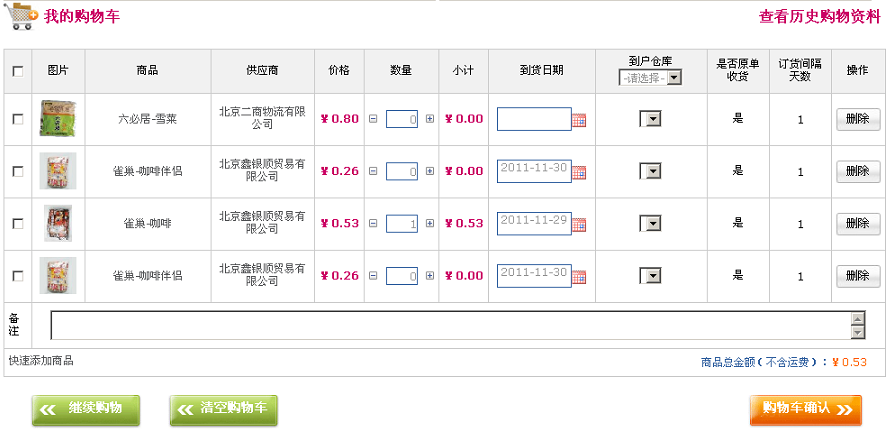 我的购物车
查看历史购物资料
图片 商品 供应商 价格 数量 小计 到货日期 到户仓库 -请选择- 是否原单收货 订货间隔天数 操作
六必居-雪菜 北京二商物流有限公司 ¥0.80 0 ¥0.00 是 1 删除
雀巢-咖啡伴侣 北京鑫银顺贸易有限公司 ¥0.26 0 ¥0.00 2011-11-30 是 1 删除
雀巢-咖啡 北京鑫银顺贸易有限公司 ¥0.53 1 ¥0.53 2011-11-29 是 1 删除
雀巢-咖啡伴侣 北京鑫银顺贸易有限公司 ¥0.26 0 ¥0.00 2011-11-30 是 1 删除
备注
快速添加商品 商品总金额(不含运费)：¥0.53
继续购物 清空购物车 购物车确认